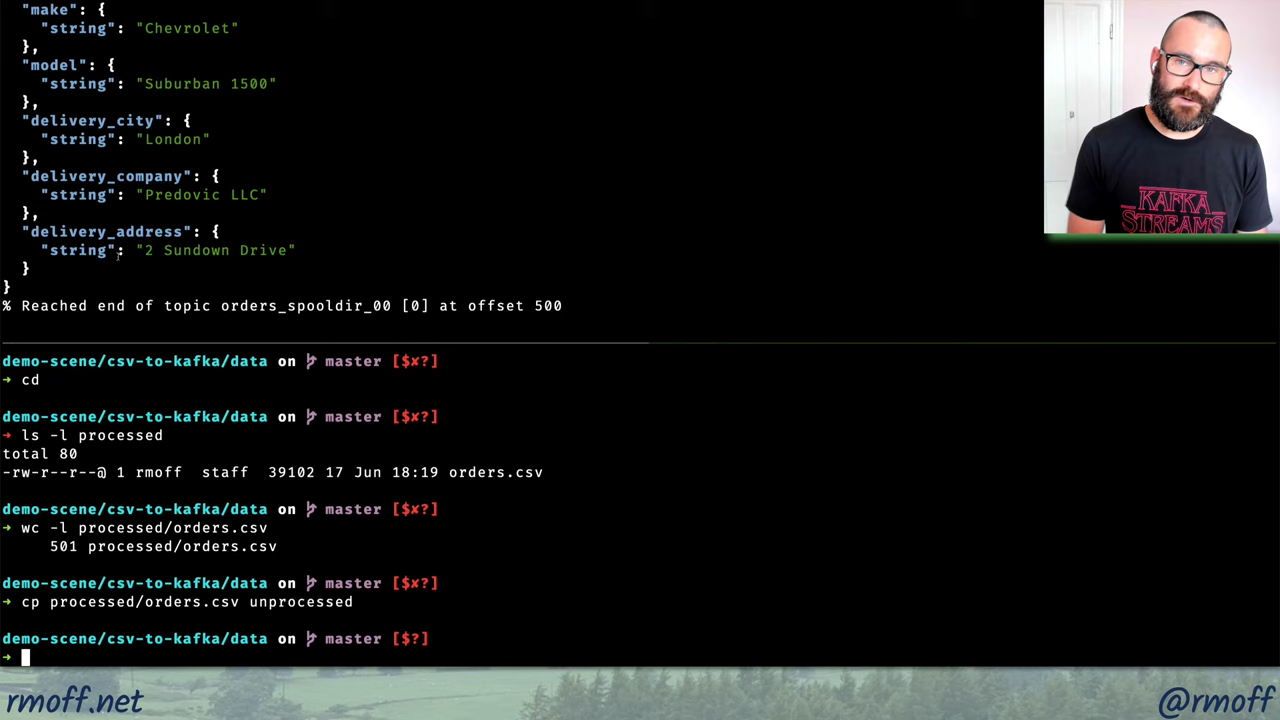 "make": {
"string": "Chevrolet"
},
"model": {
"string": "Suburban 1500"
},
"delivery_city": {
"string": "London"
},
"delivery_company": {
"string": "Predovic LLC"
},
"delivery_address": {
"string": "2 Sundown Drive"
}
}
% Reached end of topic orders_spooldir_00 [0] at offset 500
KAFKA
STREAMS
demo-scene/csv-to-kafka/data on master [$✘?]
➜ cd
demo-scene/csv-to-kafka/data on master [$✘?]
➜ ls -l processed
total 80
-rw-r--r--@ 1 rmoff staff 39102 17 Jun 18:19 orders.csv
demo-scene/csv-to-kafka/data on master [$✘?]
➜ wc -l processed/orders.csv
501 processed/orders.csv
demo-scene/csv-to-kafka/data on master [$✘?]
➜ cp processed/orders.csv unprocessed
demo-scene/csv-to-kafka/data on master [$?]
➜
rmoff.net
@rmoff